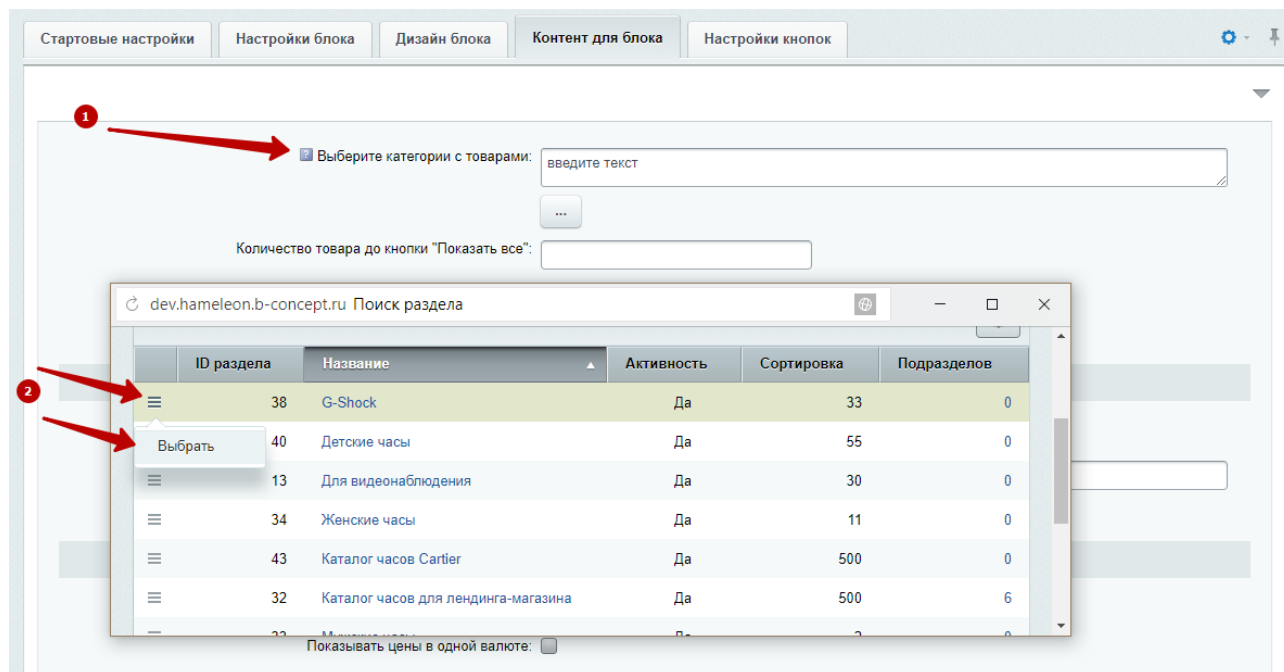 Стартовые настройки
Настройки блока
Дизайн блока
Контент для блока
Настройки кнопок
1
? Выберите категории с товарами:
введите текст
...
Количество товара до кнопки "Показать все":
dev.hameleon.b-concept.ru Поиск раздела
ID раздела Название Активность Сортировка Подразделов
2
38 G-Shock Да 33 0
Выбрать
40 Детские часы Да 55 0
13 Для видеонаблюдения Да 30 0
34 Женские часы Да 11 0
43 Каталог часов Cartier Да 500 0
32 Каталог часов для лендинга-магазина Да 500 6
Показывать цены в одной валюте: